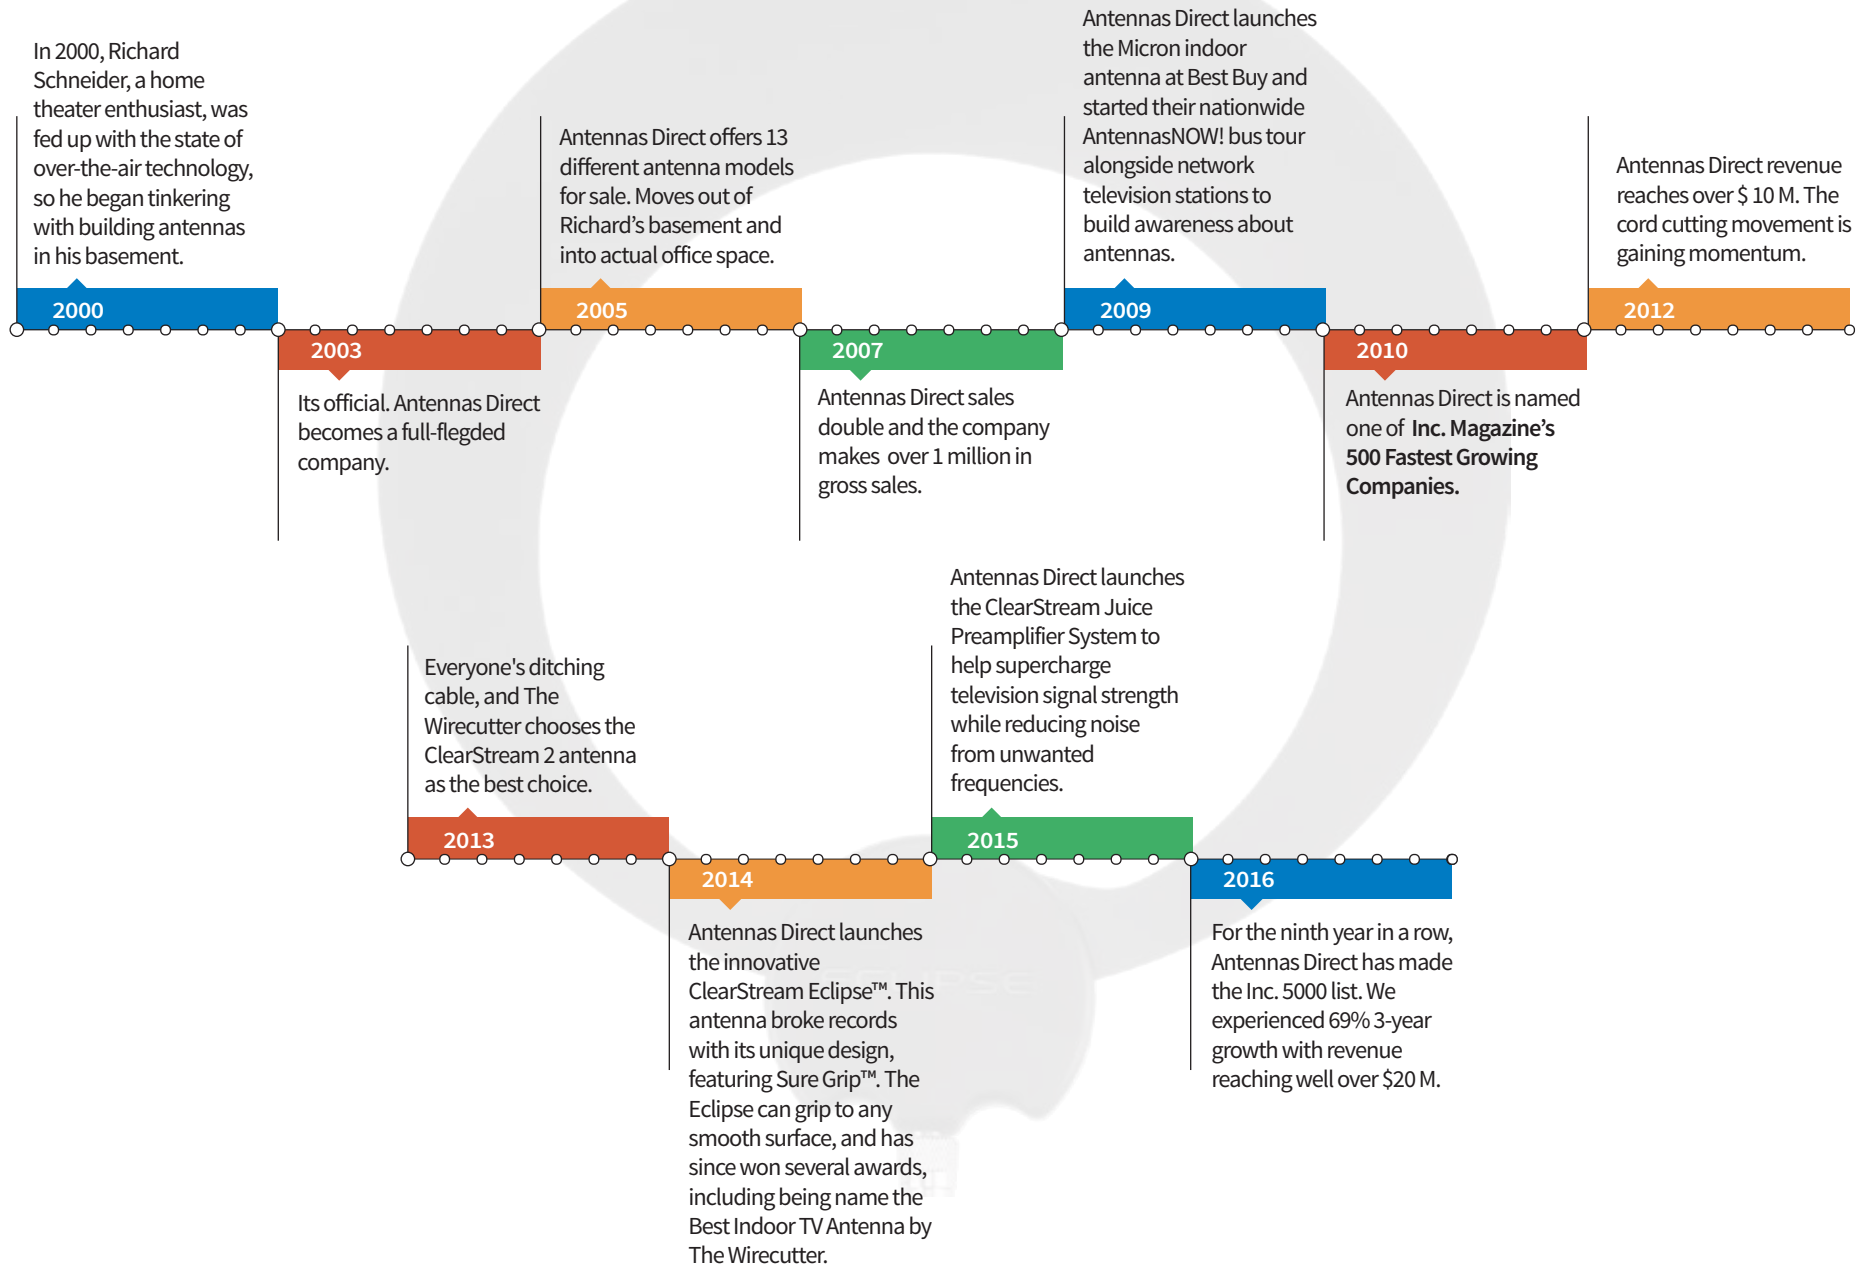 In 2000, Richard
Schneider, a home
theater enthusiast, was
fed up with the state of
over-the-air technology,
so he began tinkering
with building antennas
in his basement.
2000
2003
Its official. Antennas Direct
becomes a full-flegded
company.
Antennas Direct offers 13
different antenna models
for sale. Moves out of
Richard’s basement and
into actual office space.
2005
2007
Antennas Direct sales
double and the company
makes over 1 million in
gross sales.
Antennas Direct launches
the Micron indoor
antenna at Best Buy and
started their nationwide
AntennasNOW! bus tour
alongside network
television stations to
build awareness about
antennas.
2009
2010
Antennas Direct is named
one of Inc. Magazine’s
500 Fastest Growing
Companies.
Antennas Direct revenue
reaches over $ 10 M. The
cord cutting movement is
gaining momentum.
2012
Everyone's ditching
cable, and The
Wirecutter chooses the
ClearStream 2 antenna
as the best choice.
2013
2014
Antennas Direct launches
the innovative
ClearStream Eclipse™. This
antenna broke records
with its unique design,
featuring Sure Grip™. The
Eclipse can grip to any
smooth surface, and has
since won several awards,
including being name the
Best Indoor TV Antenna by
The Wirecutter.
Antennas Direct launches
the ClearStream Juice
Preamplifier System to
help supercharge
television signal strength
while reducing noise
from unwanted
frequencies.
2015
2016
For the ninth year in a row,
Antennas Direct has made
the Inc. 5000 list. We
experienced 69% 3-year
growth with revenue
reaching well over $20 M.
ECLIPSE